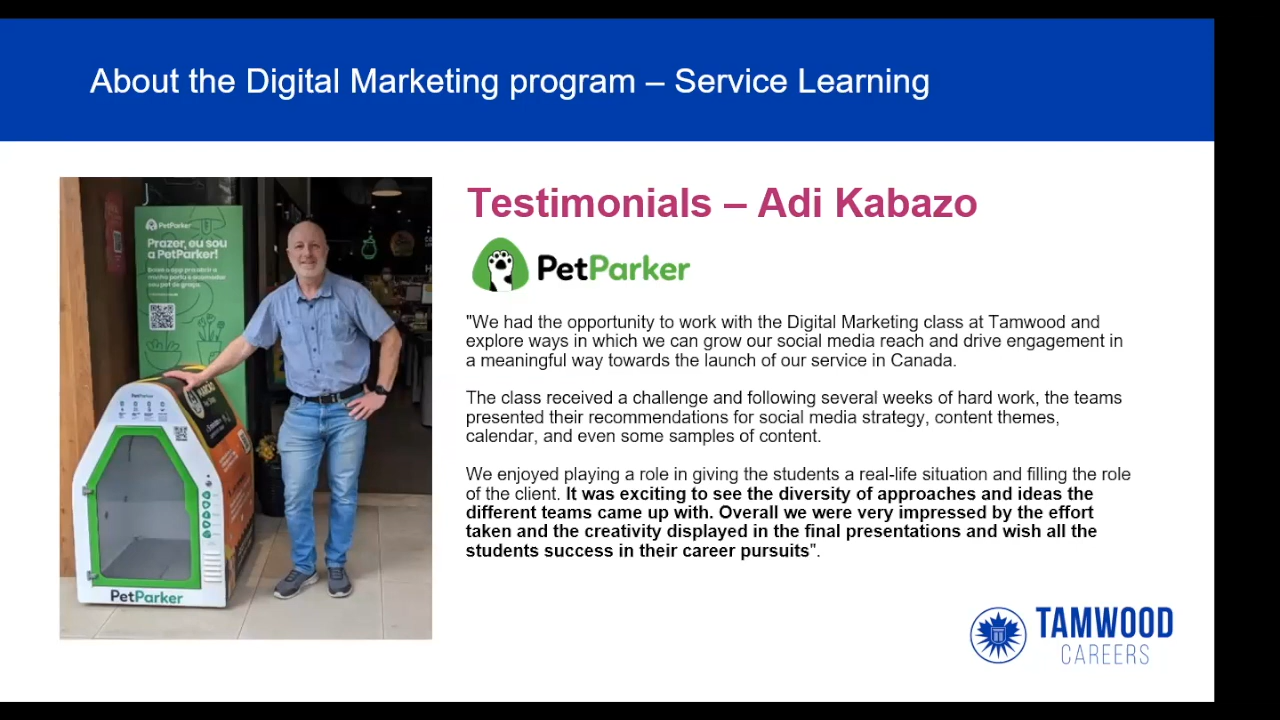 About the Digital Marketing program – Service Learning
PetParker
Prazer, eu sou
a PetParker!
PetParker
PetParker
Testimonials – Adi Kabazo
PetParker
"We had the opportunity to work with the Digital Marketing class at Tamwood and
explore ways in which we can grow our social media reach and drive engagement in
a meaningful way towards the launch of our service in Canada.
The class received a challenge and following several weeks of hard work, the teams
presented their recommendations for social media strategy, content themes,
calendar, and even some samples of content.
We enjoyed playing a role in giving the students a real-life situation and filling the role
of the client. It was exciting to see the diversity of approaches and ideas the
different teams came up with. Overall we were very impressed by the effort
taken and the creativity displayed in the final presentations and wish all the
students success in their career pursuits".
TAMWOOD
CAREERS